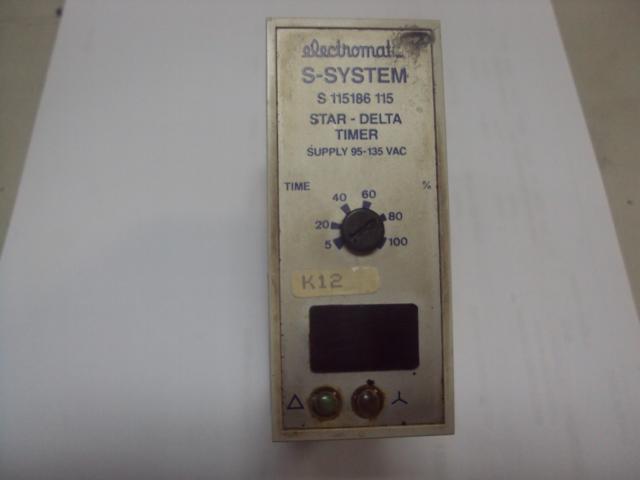 electromatic
S-SYSTEM
S 115186 115
STAR - DELTA
TIMER
SUPPLY 95-135 VAC
TIME %
40 60
20 80
5 100
K12